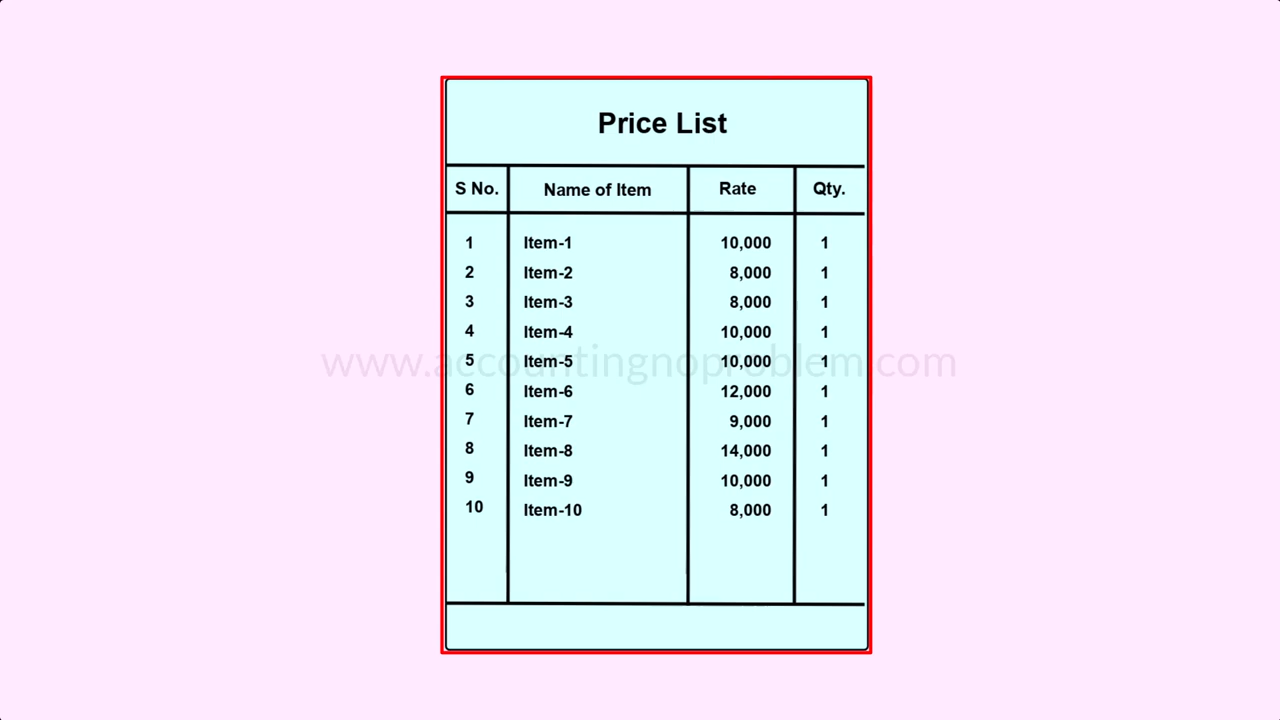 Price List
S No. Name of Item Rate Qty.
1 Item-1 10,000 1
2 Item-2 8,000 1
3 Item-3 8,000 1
4 Item-4 10,000 1
www.accountingnoproblem.com
5 Item-5 10,000 1
6 Item-6 12,000 1
7 Item-7 9,000 1
8 Item-8 14,000 1
9 Item-9 10,000 1
10 Item-10 8,000 1